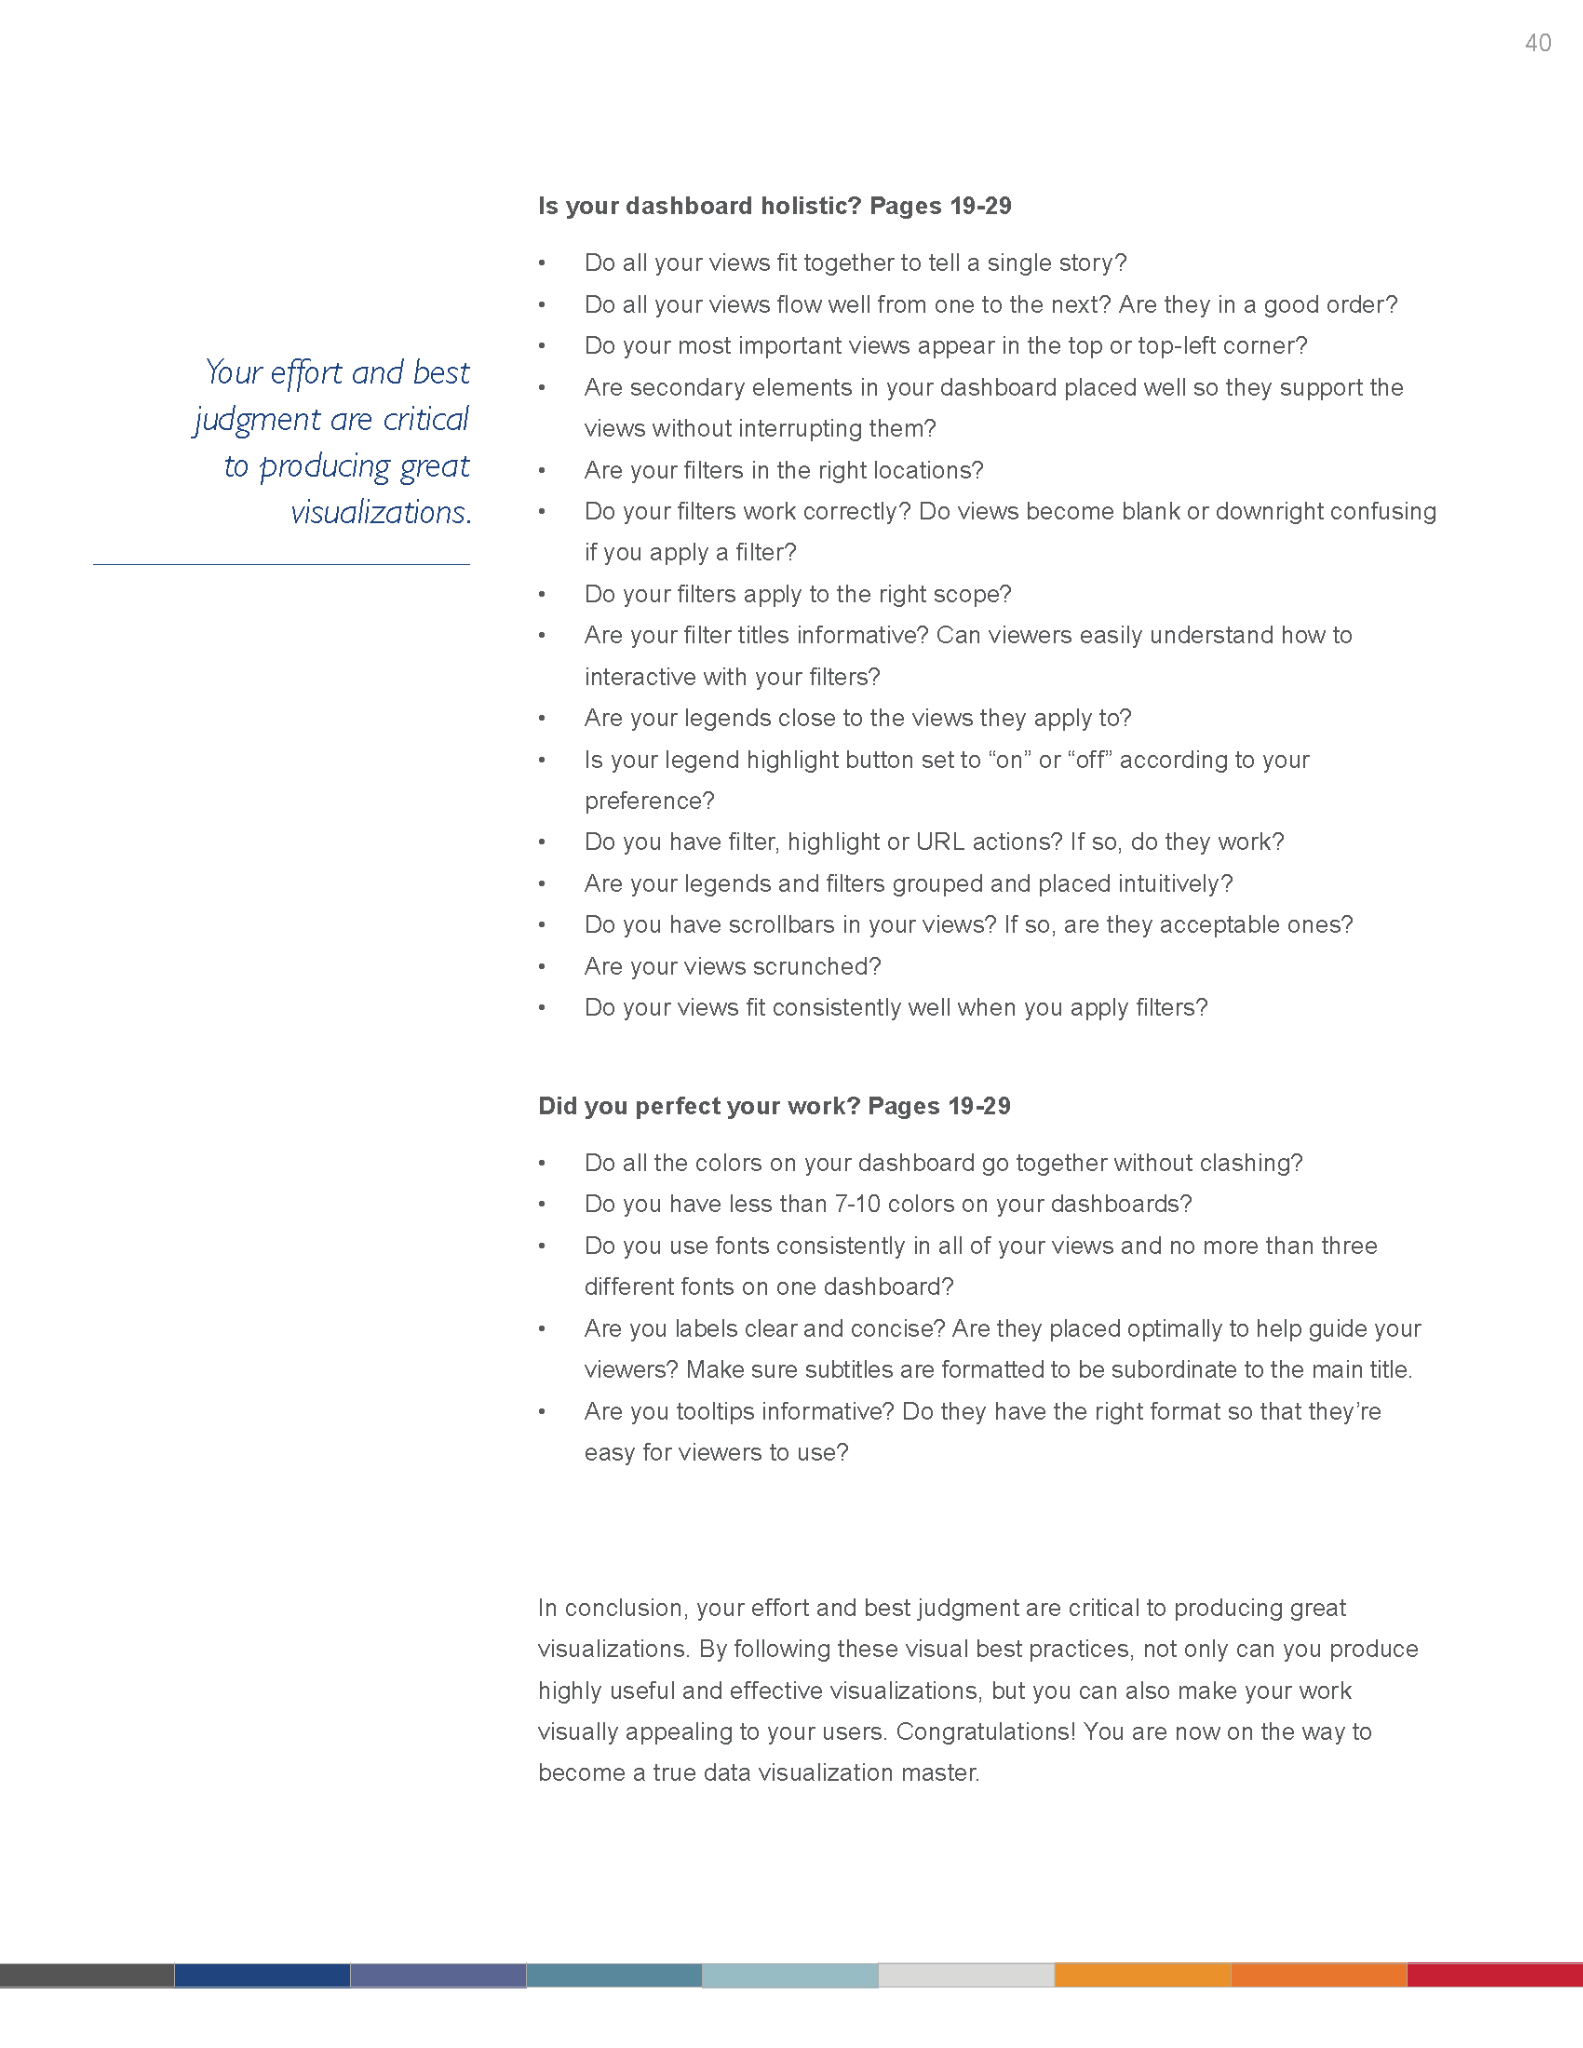 40
Is your dashboard holistic? Pages 19-29
• Do all your views fit together to tell a single story?
• Do all your views flow well from one to the next? Are they in a good order?
• Do your most important views appear in the top or top-left corner?
• Are secondary elements in your dashboard placed well so they support the
views without interrupting them?
• Are your filters in the right locations?
• Do your filters work correctly? Do views become blank or downright confusing
if you apply a filter?
• Do your filters apply to the right scope?
• Are your filter titles informative? Can viewers easily understand how to
interactive with your filters?
• Are your legends close to the views they apply to?
• Is your legend highlight button set to “on” or “off” according to your
preference?
• Do you have filter, highlight or URL actions? If so, do they work?
• Are your legends and filters grouped and placed intuitively?
• Do you have scrollbars in your views? If so, are they acceptable ones?
• Are your views scrunched?
• Do your views fit consistently well when you apply filters?
Your effort and best
judgment are critical
to producing great
visualizations.
Did you perfect your work? Pages 19-29
• Do all the colors on your dashboard go together without clashing?
• Do you have less than 7-10 colors on your dashboards?
• Do you use fonts consistently in all of your views and no more than three
different fonts on one dashboard?
• Are you labels clear and concise? Are they placed optimally to help guide your
viewers? Make sure subtitles are formatted to be subordinate to the main title.
• Are you tooltips informative? Do they have the right format so that they’re
easy for viewers to use?
In conclusion, your effort and best judgment are critical to producing great
visualizations. By following these visual best practices, not only can you produce
highly useful and effective visualizations, but you can also make your work
visually appealing to your users. Congratulations! You are now on the way to
become a true data visualization master.